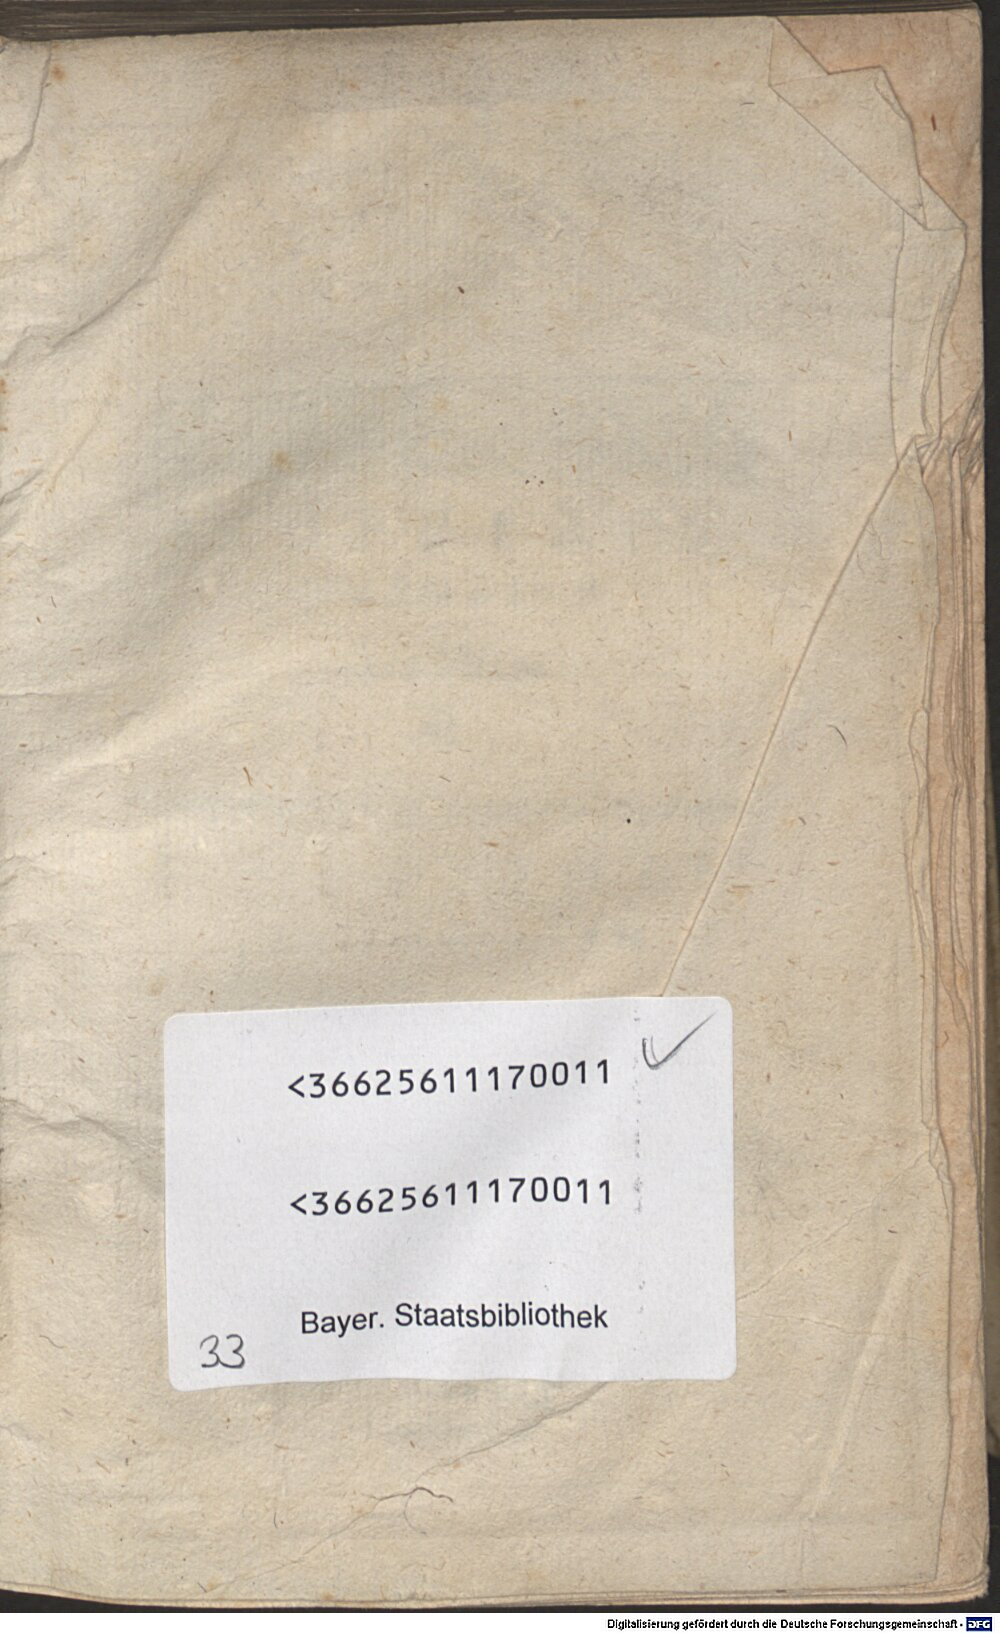 <36625611170011
<36625611170011
Bayer. Staatsbibliothek
33
Digitalisierung gefördert durch die Deutsche Forschungsgemeinschaft - DFG